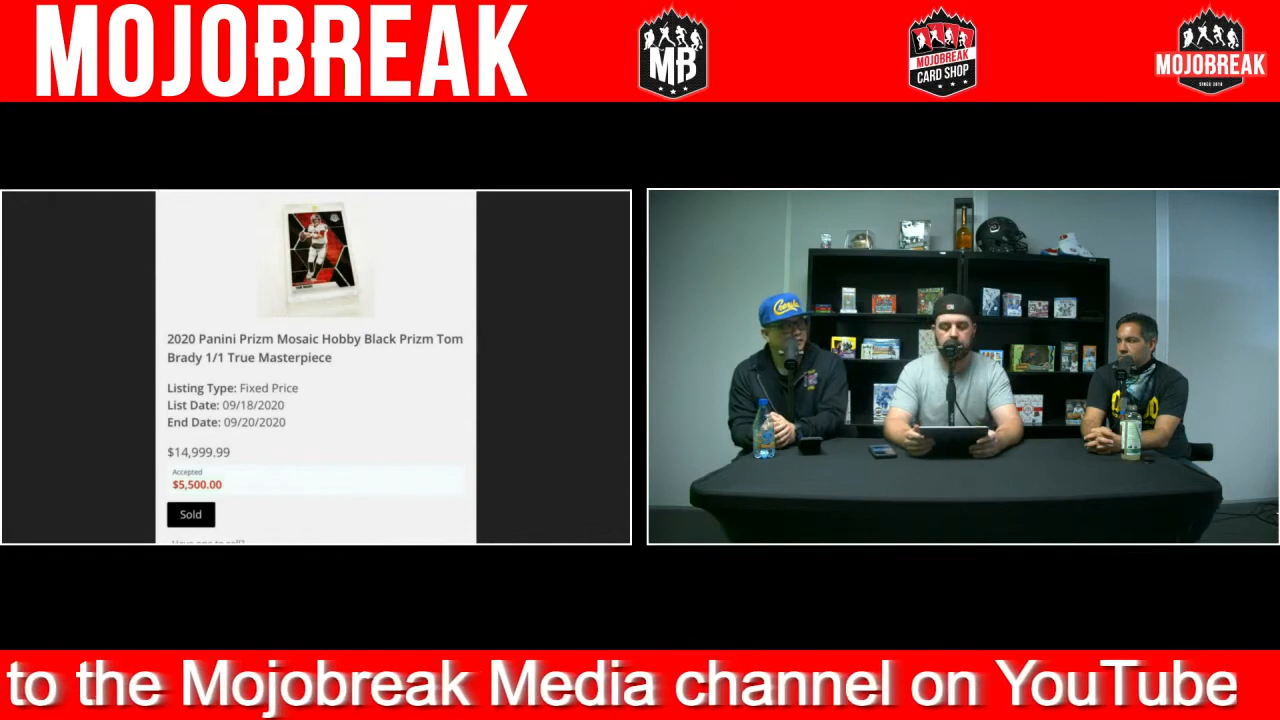 MOJOBREAK
MB
MOJOBREAK
CARD SHOP
MOJOBREAK
2020 Panini Prizm Mosaic Hobby Black Prizm Tom
Brady 1/1 True Masterpiece
Listing Type: Fixed Price
List Date: 09/18/2020
End Date: 09/20/2020
$14,999.99
Accepted
$5,500.00
Sold
to the Mojobreak Media channel on YouTube